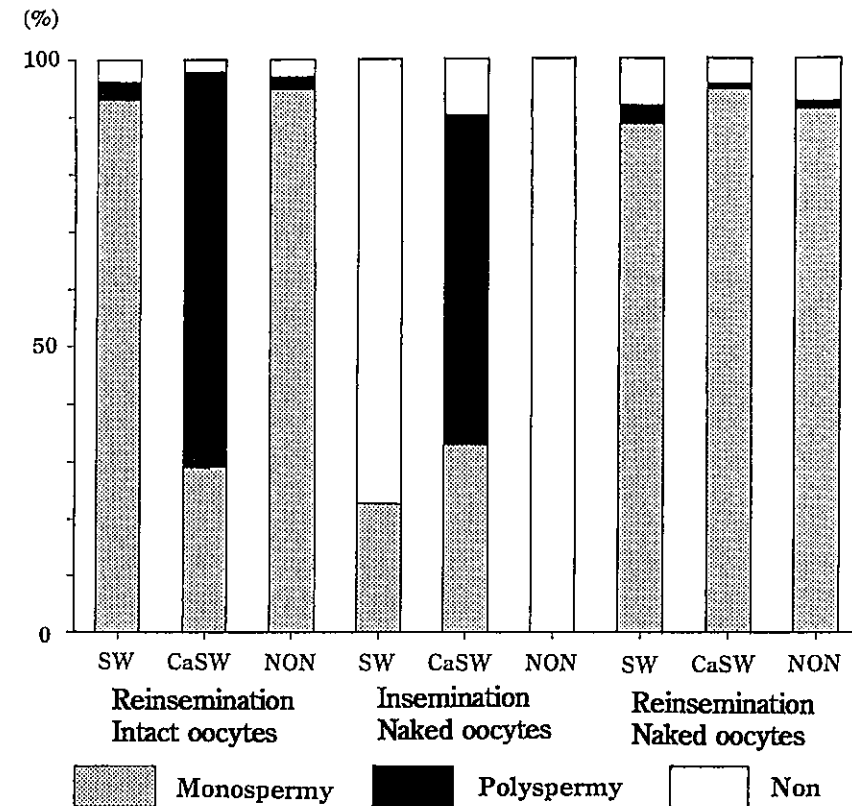 (%)
100
50
0
SW CaSW NON SW CaSW NON SW CaSW NON
Reinsemination Insemination Reinsemination
Intact oocytes Naked oocytes Naked oocytes
Monospermy Polyspermy Non